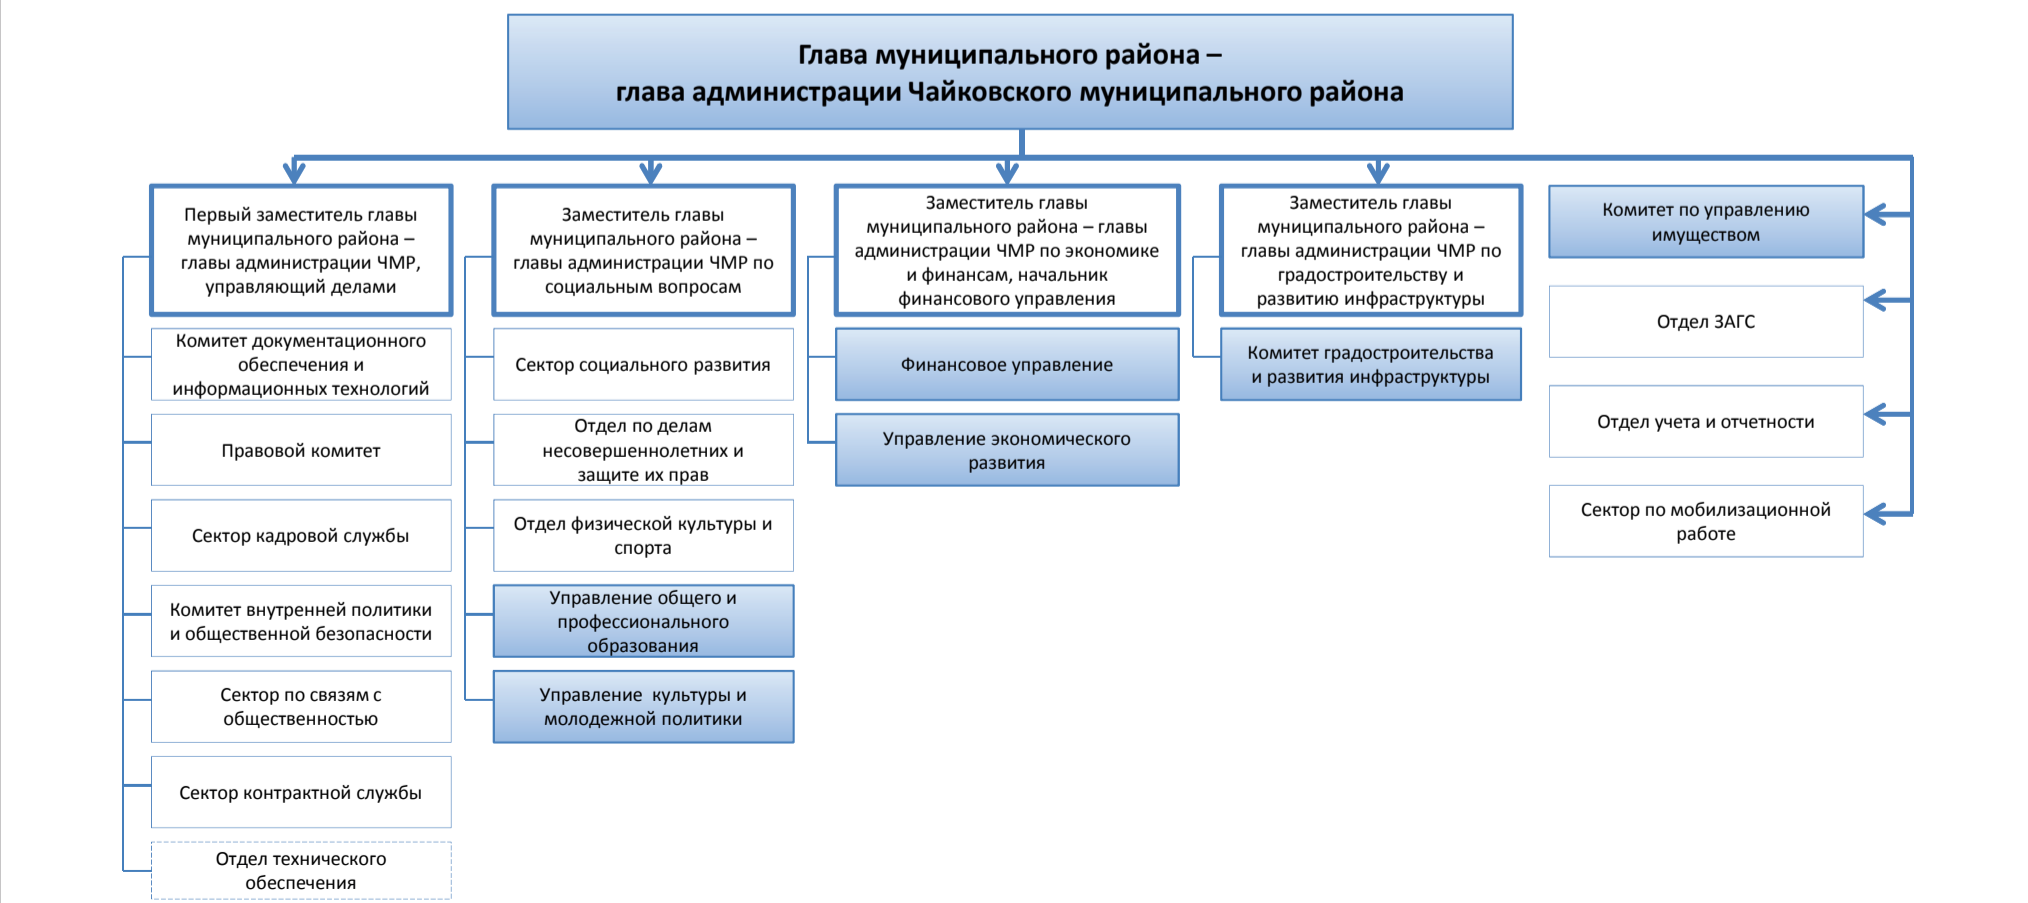 Глава муниципального района –
глава администрации Чайковского муниципального района
Первый заместитель главы
муниципального района –
главы администрации ЧМР,
управляющий делами
Комитет документационного
обеспечения и
информационных технологий
Правовой комитет
Сектор кадровой службы
Комитет внутренней политики
и общественной безопасности
Сектор по связям с
общественностью
Сектор контрактной службы
Отдел технического
обеспечения
Заместитель главы
муниципального района –
главы администрации ЧМР по
социальным вопросам
Сектор социального развития
Отдел по делам
несовершеннолетних и
защите их прав
Отдел физической культуры и
спорта
Управление общего и
профессионального
образования
Управление культуры и
молодежной политики
Заместитель главы
муниципального района – главы
администрации ЧМР по экономике
и финансам, начальник
финансового управления
Финансовое управление
Управление экономического
развития
Заместитель главы
муниципального района –
главы администрации ЧМР по
градостроительству и
развитию инфраструктуры
Комитет градостроительства
и развития инфраструктуры
Комитет по управлению
имуществом
Отдел ЗАГС
Отдел учета и отчетности
Сектор по мобилизационной
работе